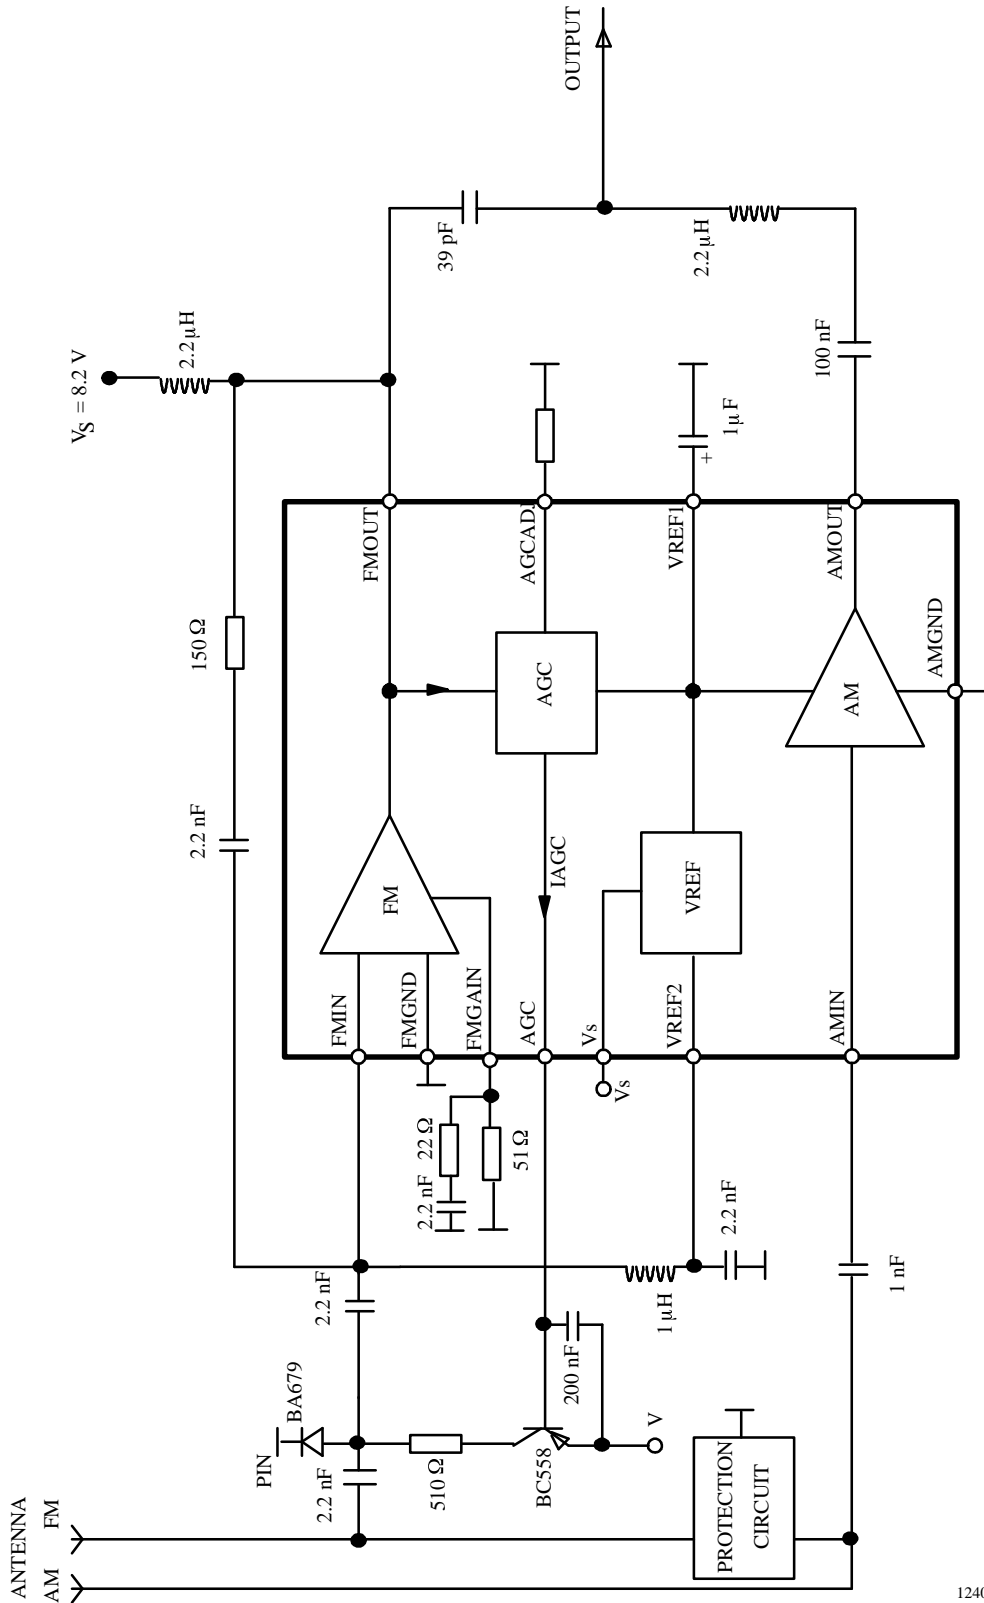 ANTENNA
AM FM
PIN
BA679
2.2 nF
2.2 nF
510 Ω
BC558
200 nF
V
PROTECTION
CIRCUIT
2.2 nF
22 Ω
51 Ω
1 µH
2.2 nF
1 nF
2.2 nF
150 Ω
VS = 8.2 V
2.2 µH
FMIN
FMGND
FMGAIN
AGC
Vs
Vs
VREF2
AMIN
FM
IAGC
AGC
VREF
AM
FMOUT
VREF1
AMOUT
AMGND
+
1 µF
39 pF
2.2 µH
100 nF
OUTPUT